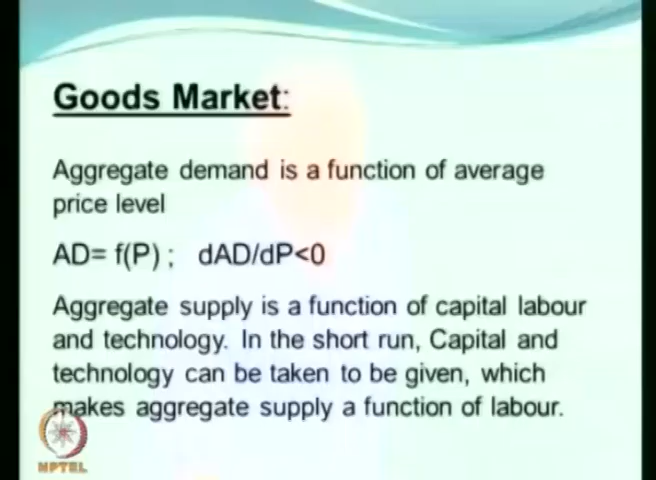 Goods Market:
Aggregate demand is a function of average
price level
AD= f(P) ;   dAD/dP<0
Aggregate supply is a function of capital labour
and technology. In the short run, Capital and
technology can be taken to be given, which
makes aggregate supply a function of labour.
NPTEL